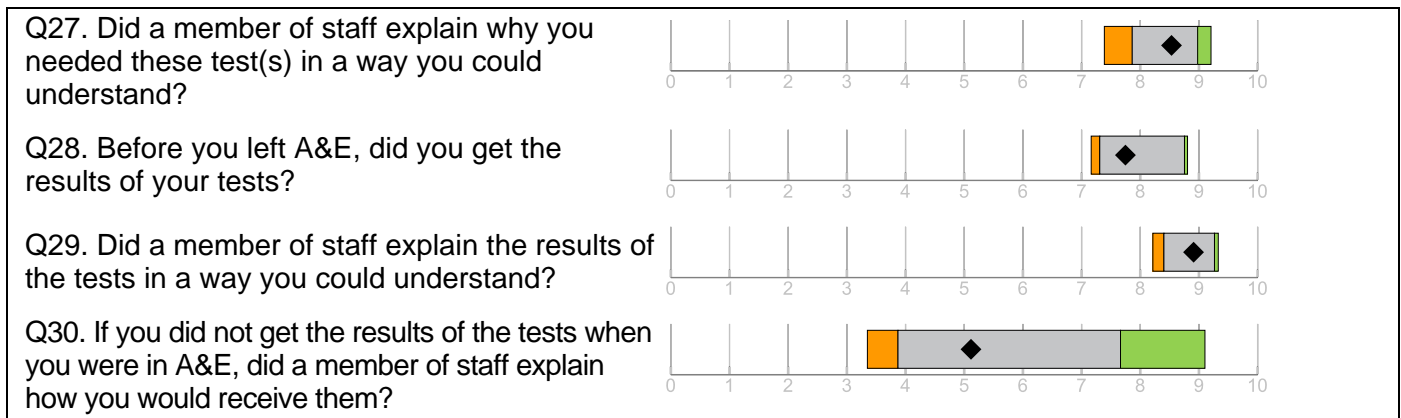 Q27. Did a member of staff explain why you
needed these test(s) in a way you could
understand?
0 1 2 3 4 5 6 7 8 9 10
Q28. Before you left A&E, did you get the
results of your tests?
0 1 2 3 4 5 6 7 8 9 10
Q29. Did a member of staff explain the results of
the tests in a way you could understand?
0 1 2 3 4 5 6 7 8 9 10
Q30. If you did not get the results of the tests when
you were in A&E, did a member of staff explain
how you would receive them?
0 1 2 3 4 5 6 7 8 9 10